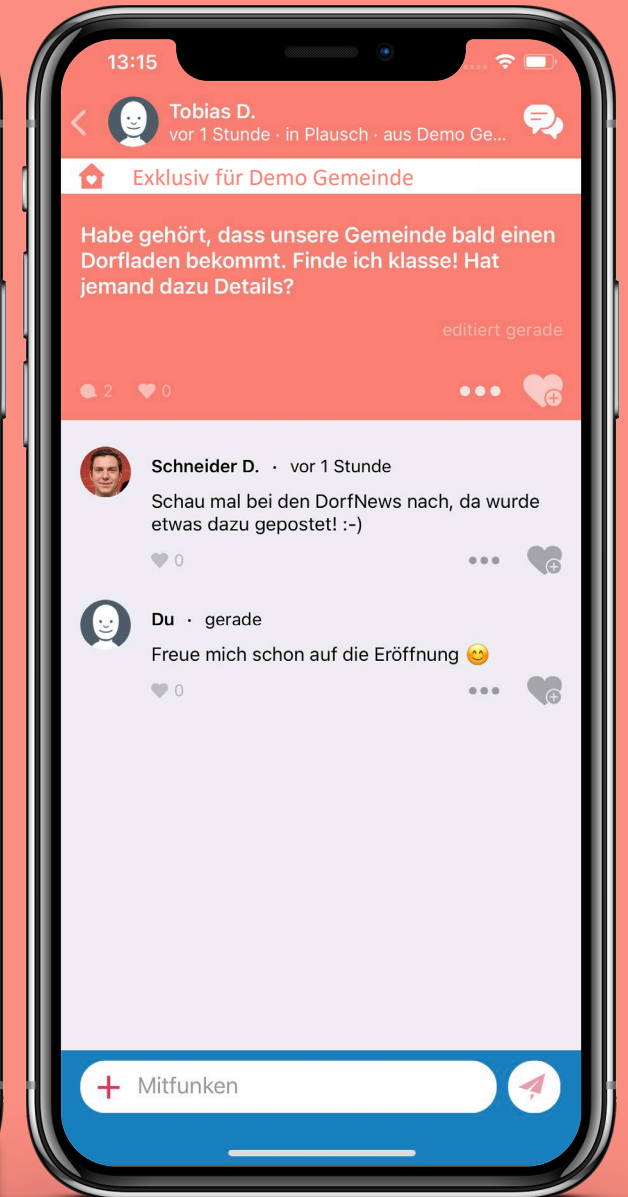 13:15
Tobias D.
vor 1 Stunde · in Plausch · aus Demo Ge...
Exklusiv für Demo Gemeinde
Habe gehört, dass unsere Gemeinde bald einen
Dorfladen bekommt. Finde ich klasse! Hat
jemand dazu Details?
editiert gerade
2 0
Schneider D. · vor 1 Stunde
Schau mal bei den DorfNews nach, da wurde
etwas dazu gepostet! :-)
0
Du · gerade
Freue mich schon auf die Eröffnung 😊
0
Mitfunken